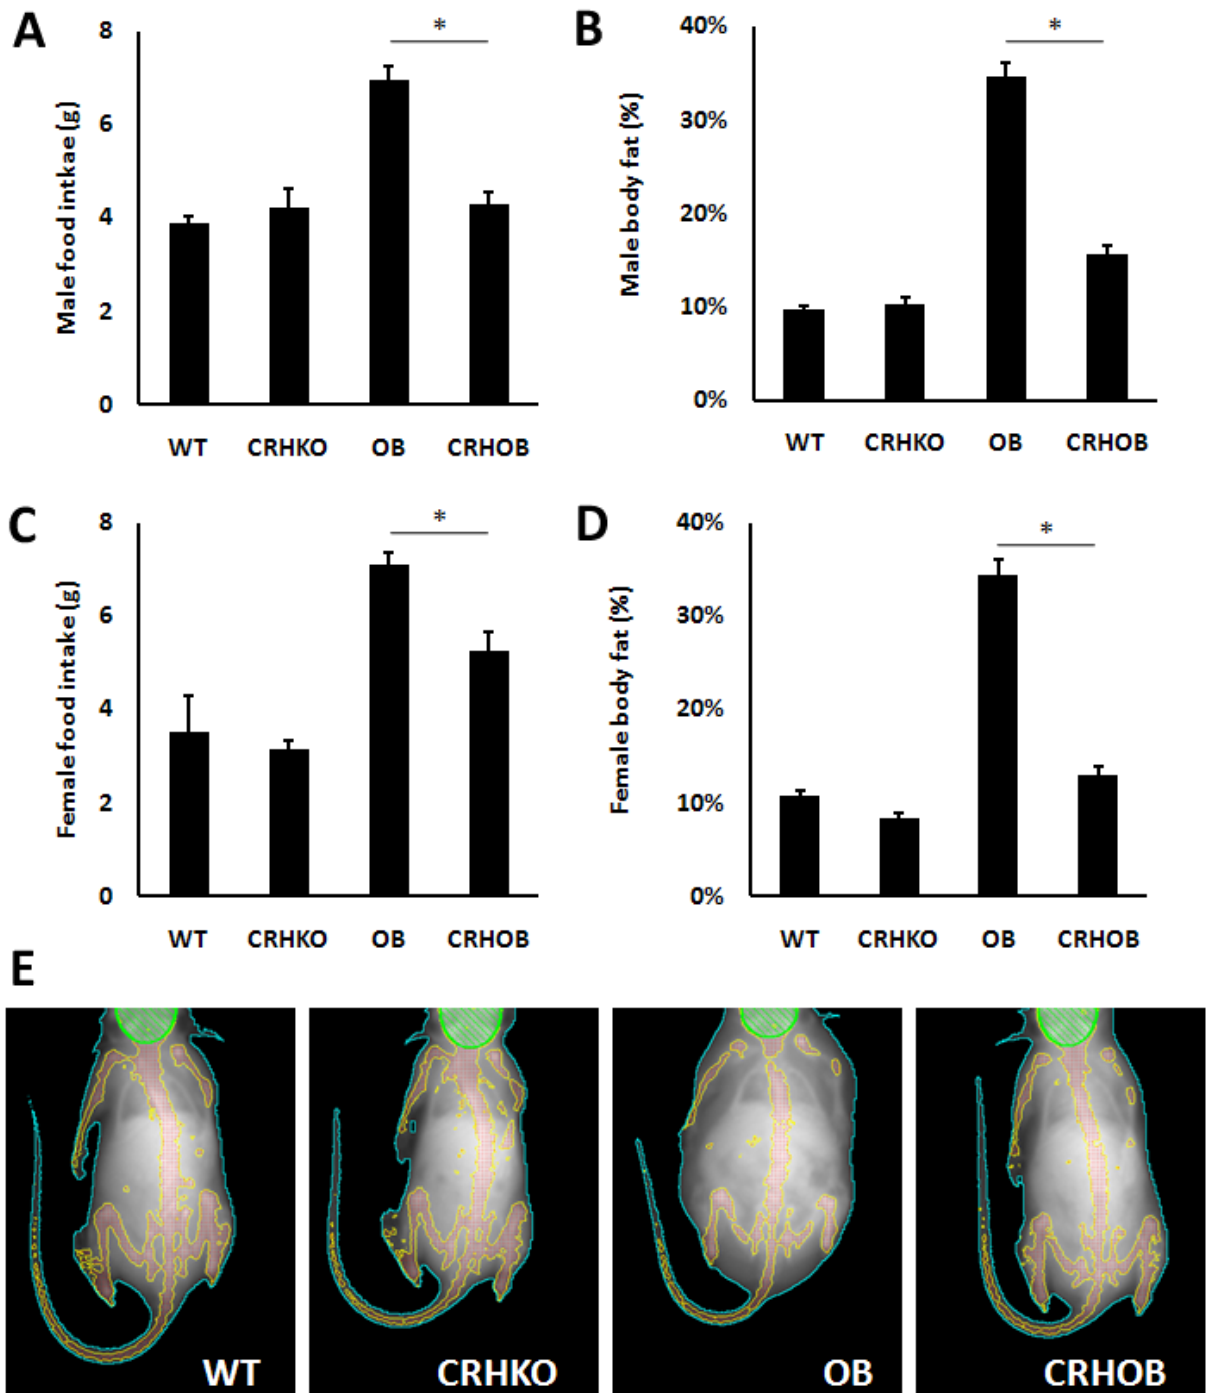 A
B
*
*
Male food intkae (g)
8
6
4
2
0
WT CRHKO OB CRHOB
Male body fat (%)
40%
30%
20%
10%
0%
WT CRHKO OB CRHOB
C
D
*
*
Female food intake (g)
8
6
4
2
0
WT CRHKO OB CRHOB
Female body fat (%)
40%
30%
20%
10%
0%
WT CRHKO OB CRHOB
E
WT CRHKO OB CRHOB